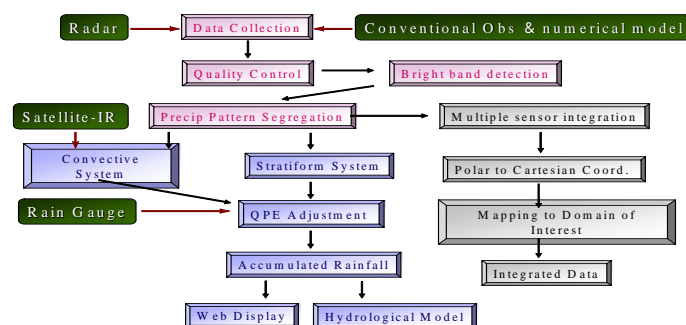 Radar
Data Collection
Conventional Obs & numerical model
Quality Control
Bright band detection
Satellite-IR
Precip Pattern Segregation
Multiple sensor integration
Convective
System
Stratiform System
Polar to Cartesian Coord.
Rain Gauge
QPE Adjustment
Mapping to Domain of
Interest
Accumulated Rainfall
Integrated Data
Web Display
Hydrological Model